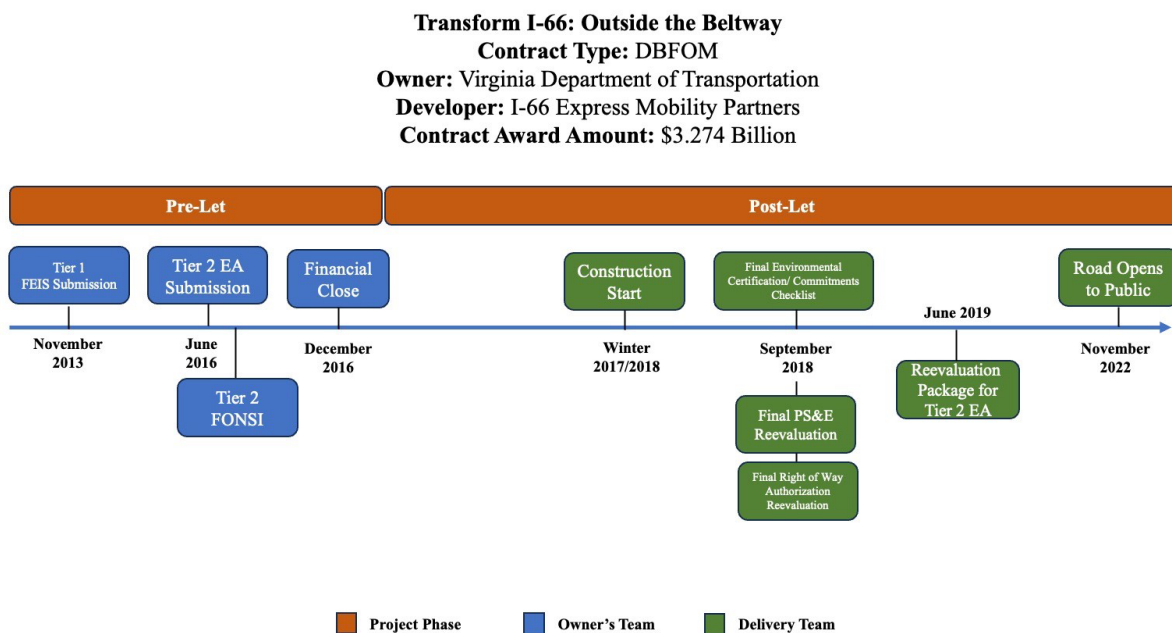 Transform I-66: Outside the Beltway
Contract Type: DBFOM
Owner: Virginia Department of Transportation
Developer: I-66 Express Mobility Partners
Contract Award Amount: $3.274 Billion
Pre-Let
Post-Let
Tier 1
FEIS Submission
Tier 2 EA
Submission
Financial
Close
Construction
Start
Final Environmental
Certification/ Commitments
Checklist
Road Opens
to Public
June 2019
November
2013
June
2016
December
2016
Winter
2017/2018
September
2018
November
2022
Tier 2
FONSI
Final PS&E
Reevaluation
Final Right of Way
Authorization
Reevaluation
Reevaluation
Package for
Tier 2 EA
Project Phase
Owner's Team
Delivery Team